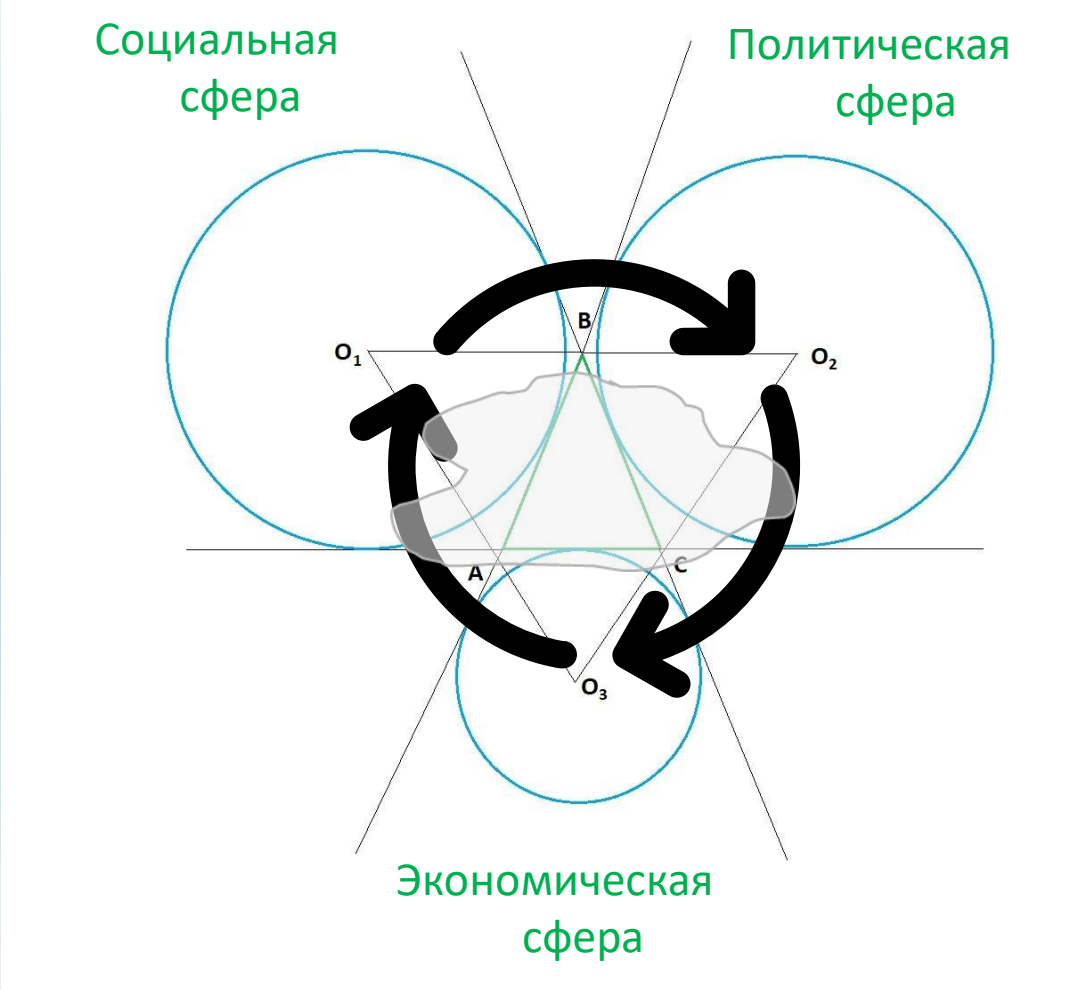 Социальная
сфера
Политическая
сфера
B
O₁
O₂
A
C
O₃
Экономическая
сфера